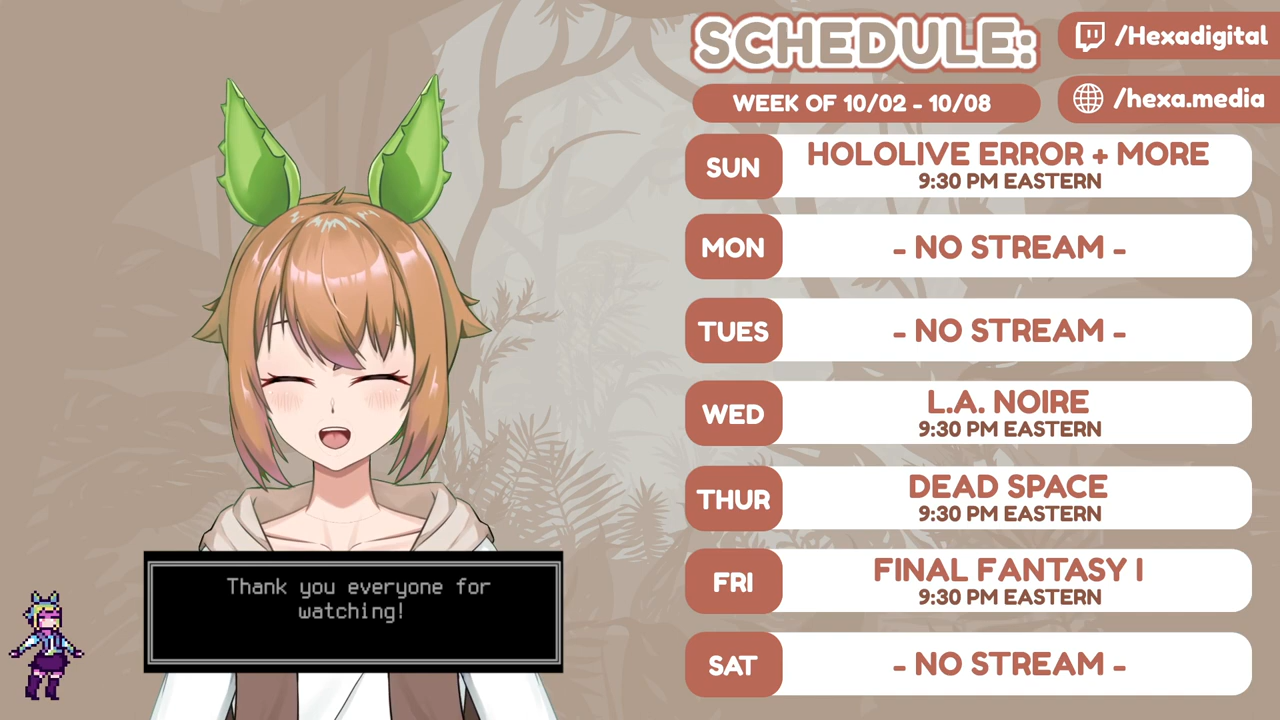 SCHEDULE:
/Hexadigital
WEEK OF 10/02 - 10/08
/hexa.media
SUN
HOLOLIVE ERROR + MORE
9:30 PM EASTERN
MON
- NO STREAM -
TUES
- NO STREAM -
WED
L.A. NOIRE
9:30 PM EASTERN
THUR
DEAD SPACE
9:30 PM EASTERN
FRI
FINAL FANTASY I
9:30 PM EASTERN
SAT
- NO STREAM -
Thank you everyone for
watching!